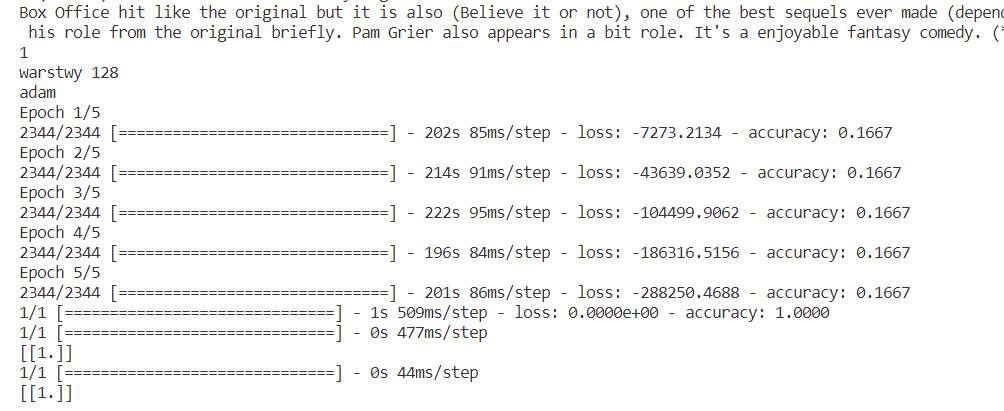 Box Office hit like the original but it is also (Believe it or not), one of the best sequels ever made
his role from the original briefly. Pam Grier also appears in a bit role. It's a enjoyable fantasy comedy.
1
warstwy 128
adam
Epoch 1/5
2344/2344 [==============================] - 202s 85ms/step - loss: -7273.2134 - accuracy: 0.1667
Epoch 2/5
2344/2344 [==============================] - 214s 91ms/step - loss: -43639.0352 - accuracy: 0.1667
Epoch 3/5
2344/2344 [==============================] - 222s 95ms/step - loss: -104499.9062 - accuracy: 0.1667
Epoch 4/5
2344/2344 [==============================] - 196s 84ms/step - loss: -186316.5156 - accuracy: 0.1667
Epoch 5/5
2344/2344 [==============================] - 201s 86ms/step - loss: -288250.4688 - accuracy: 0.1667
1/1 [==============================] - 1s 509ms/step - loss: 0.0000e+00 - accuracy: 1.0000
1/1 [==============================] - 0s 477ms/step
[[1.]]
1/1 [==============================] - 0s 44ms/step
[[1.]]